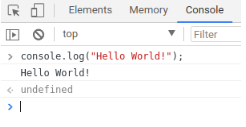 Elements Memory Console
top Filter
> console.log("Hello World!");
Hello World!
< undefined
>